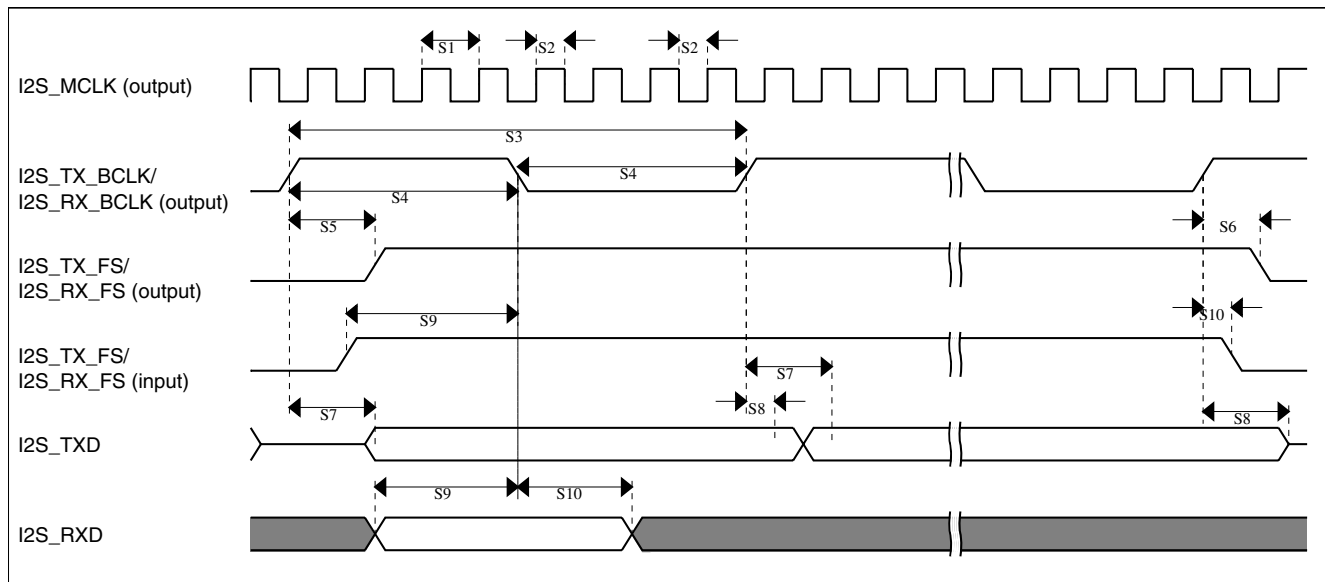 S1
S2
S2
I2S_MCLK (output)
S3
I2S_TX_BCLK/
I2S_RX_BCLK (output)
S4
S4
S5
S6
I2S_TX_FS/
I2S_RX_FS (output)
S9
S10
I2S_TX_FS/
I2S_RX_FS (input)
S7
S7
S8
S8
I2S_TXD
S9
S10
I2S_RXD